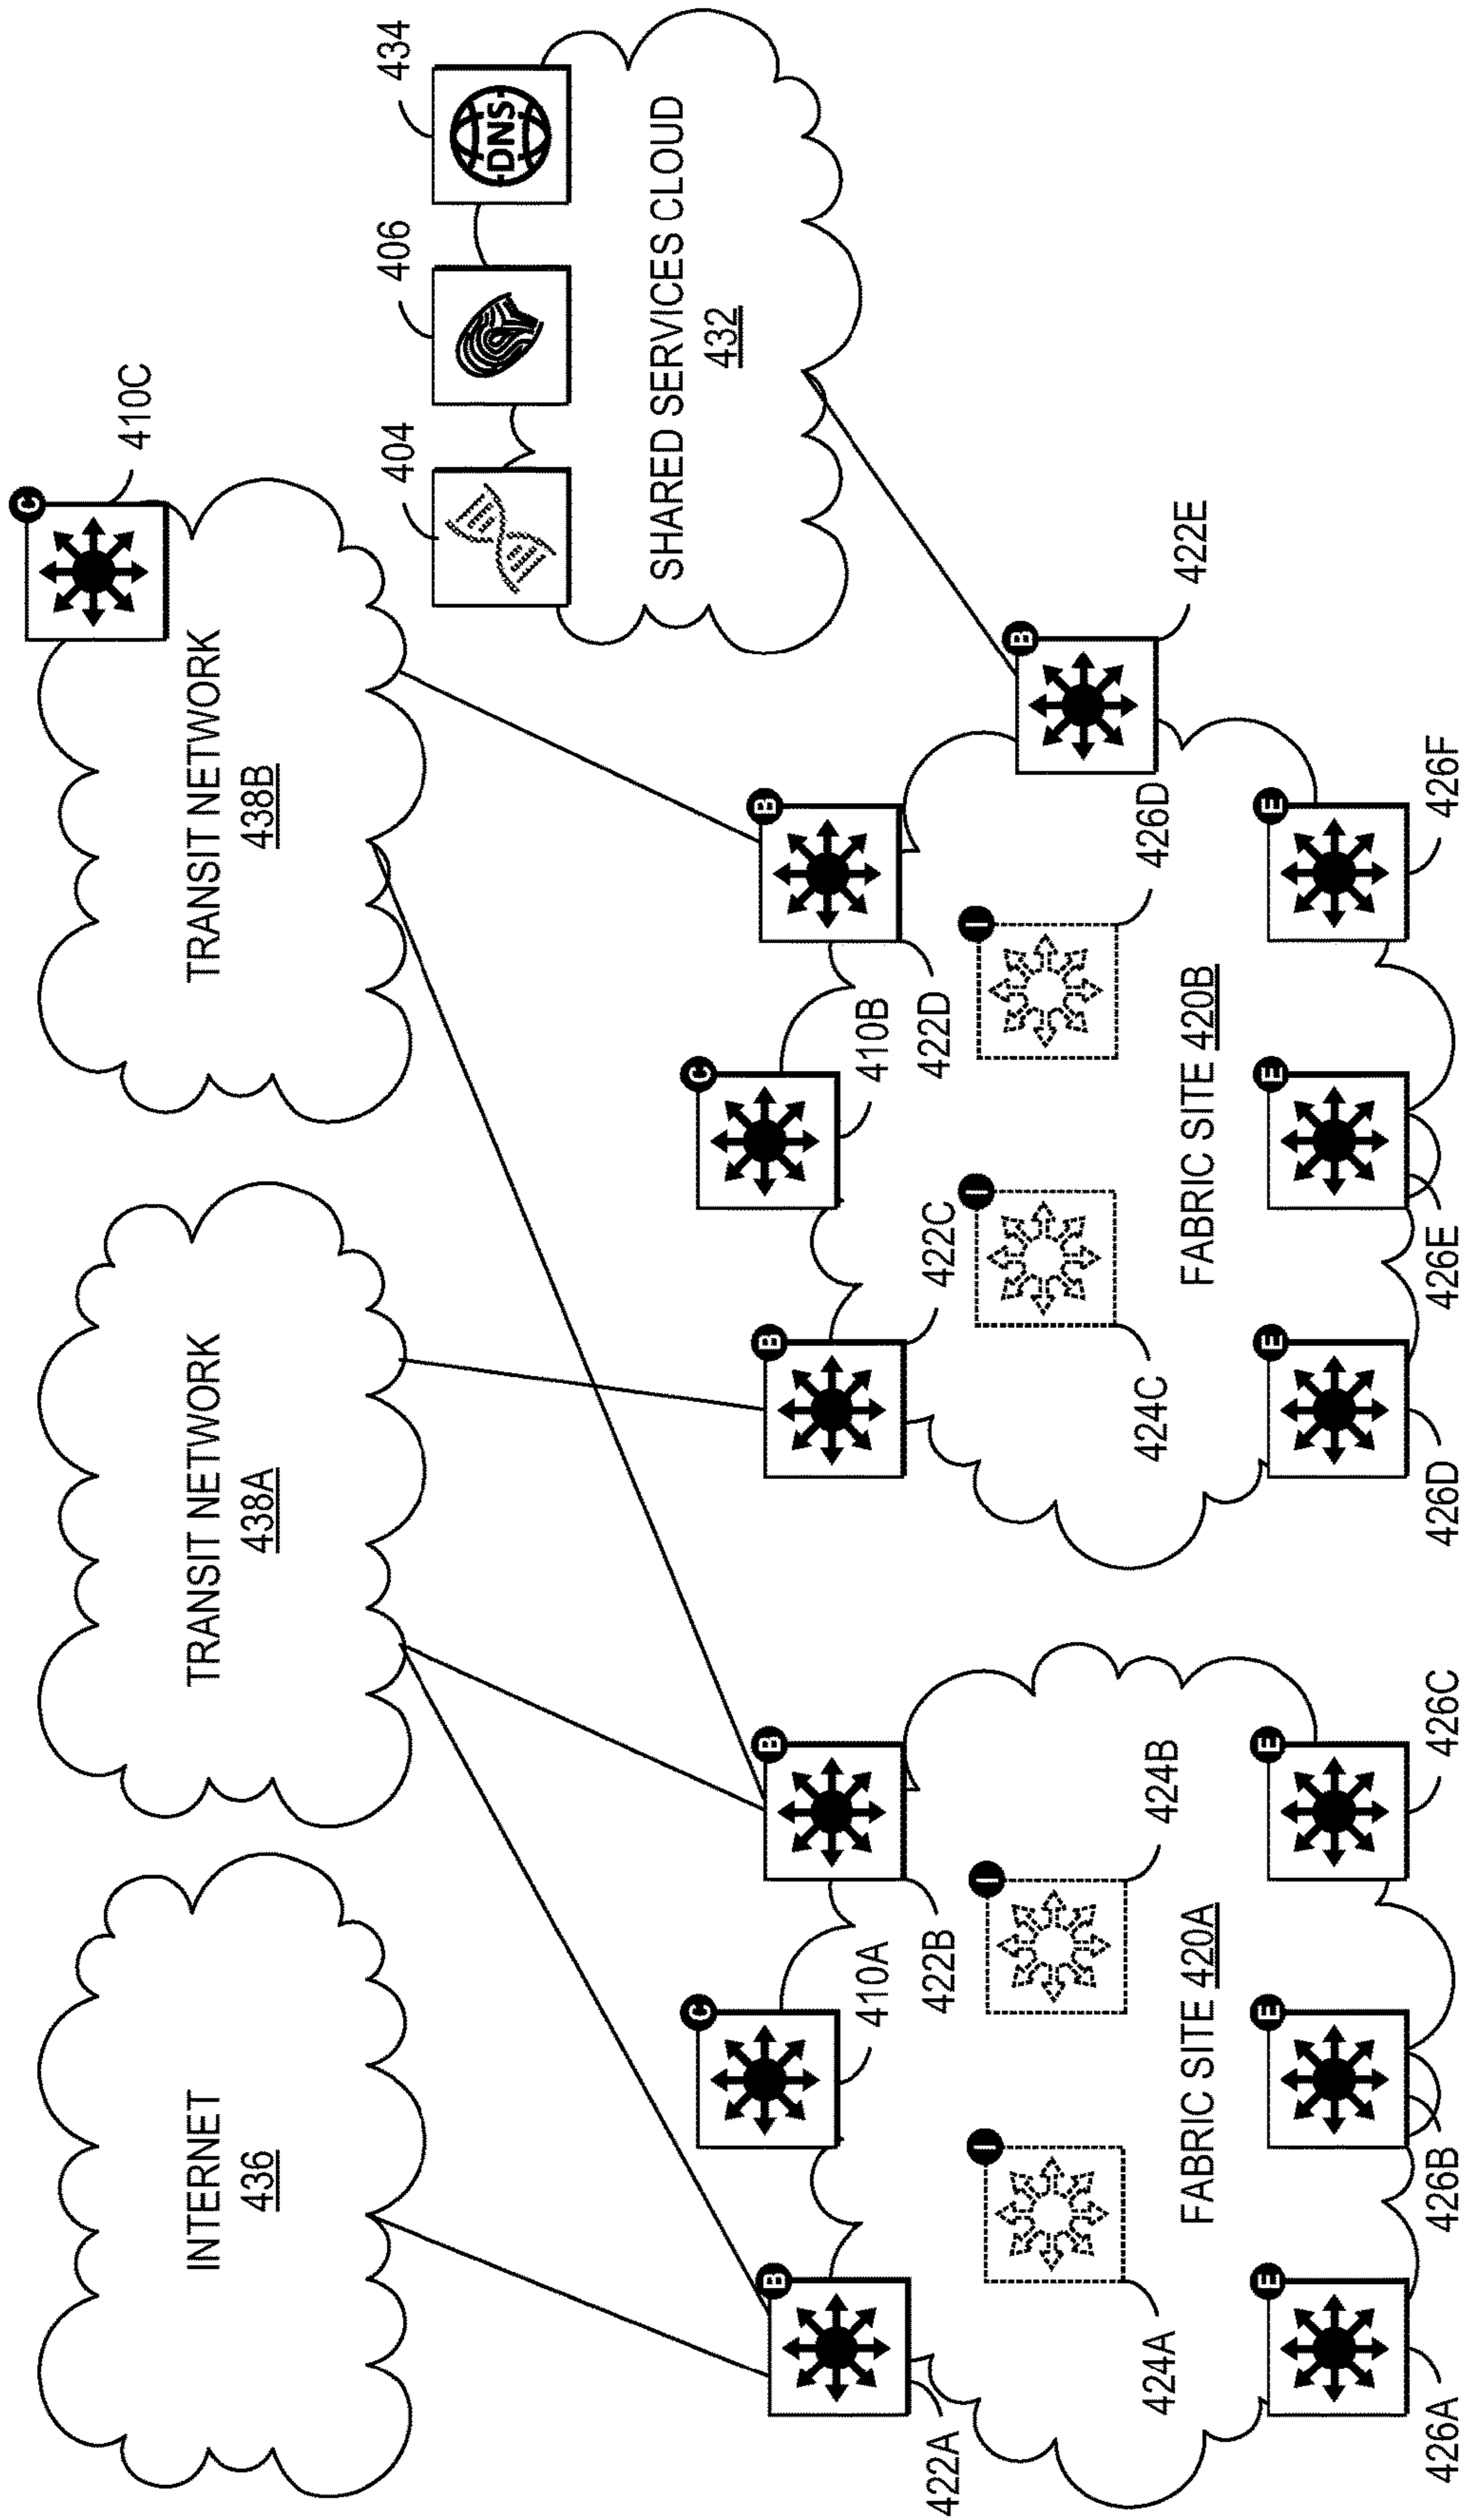 C
410C
INTERNET
436
TRANSIT NETWORK
438A
TRANSIT NETWORK
438B
404
406
434
DNS
SHARED SERVICES CLOUD
432
C
C
B
B
B
B
410A
410B
422A
422B
422C
422D
I
I
I
I
B
422E
424A
424B
424C
426D
FABRIC SITE 420A
FABRIC SITE 420B
E
E
E
E
E
E
426A
426B
426C
426D
426E
426F